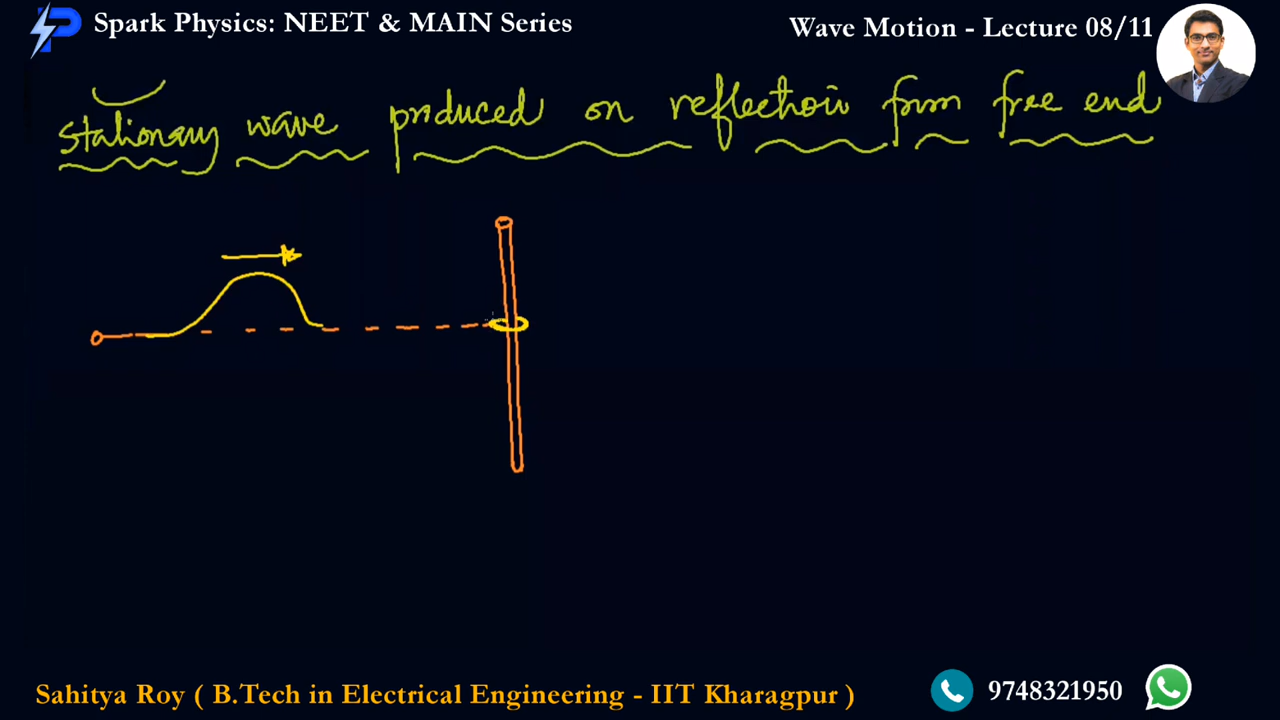 Spark Physics: NEET & MAIN Series
Wave Motion - Lecture 08/11
stationary wave produced on reflection form free end
Sahitya Roy ( B.Tech in Electrical Engineering - IIT Kharagpur )
9748321950